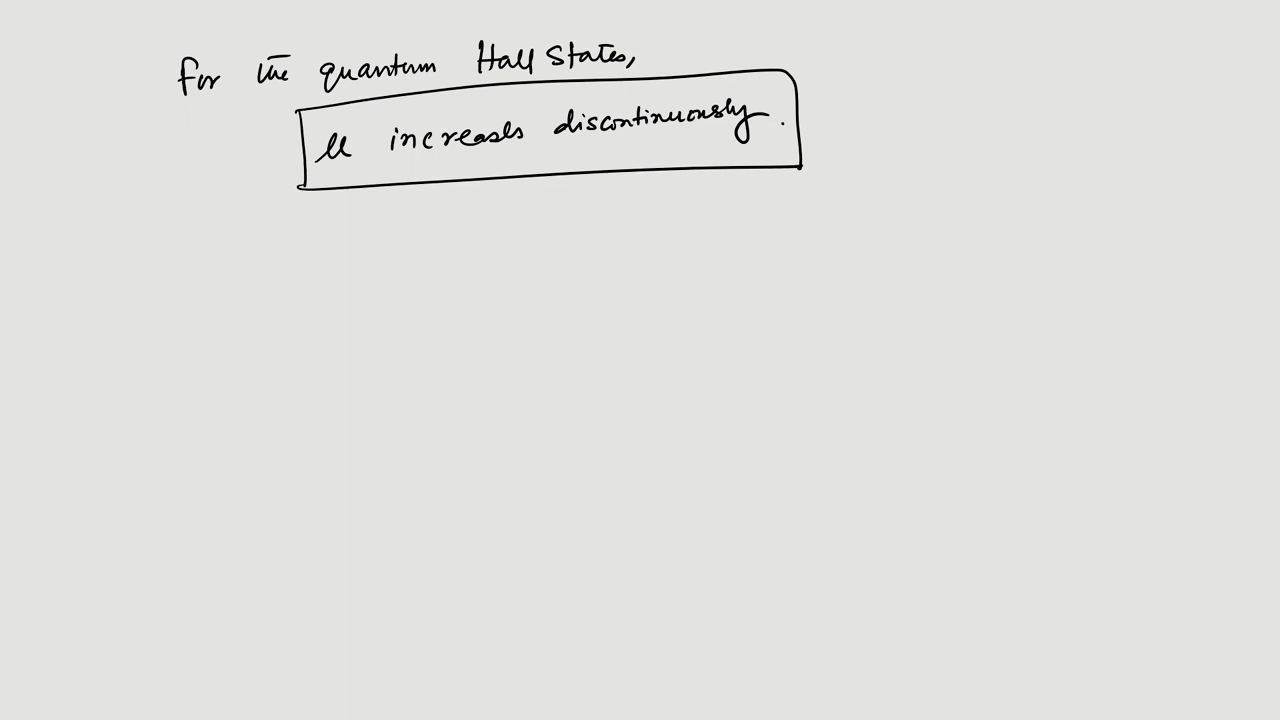 For the quantum Hall States,
μ increases discontinuously.